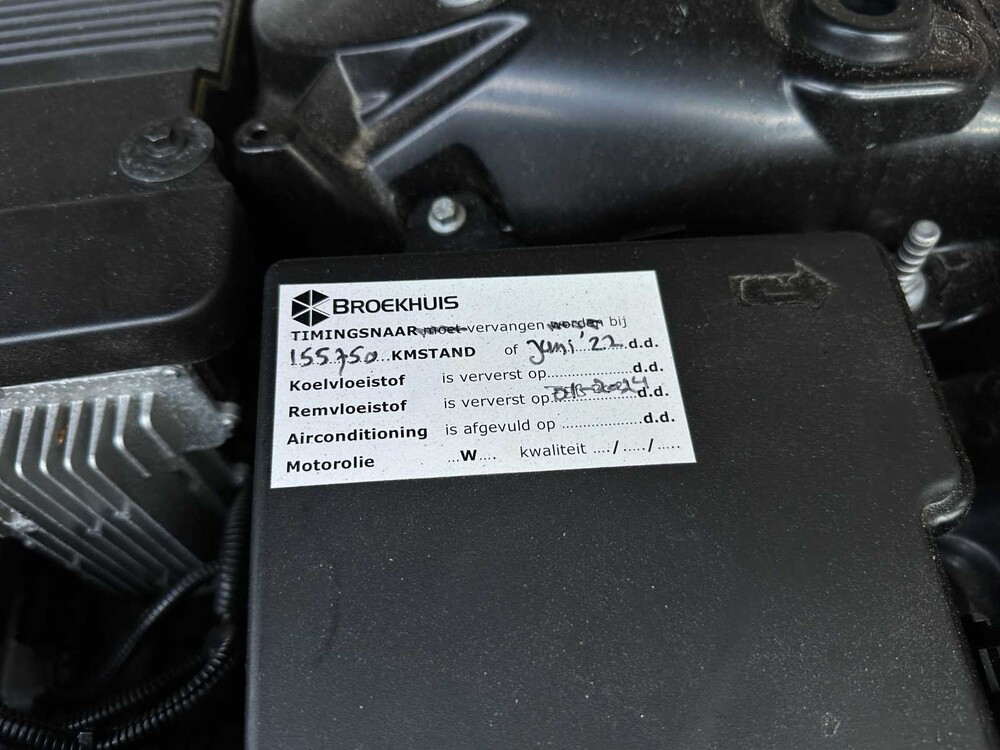 BROEKHUIS
TIMINGSNAAR moet vervangen worden bij
155.750...KMSTAND of Juni '22..d.d.
Koelvloeistof is ververst op..................d.d.
Remvloeistof is ververst op..................d.d.
Airconditioning is afgevuld op ...................d.d.
Motorolie ...W.... kwaliteit ..../...../.....